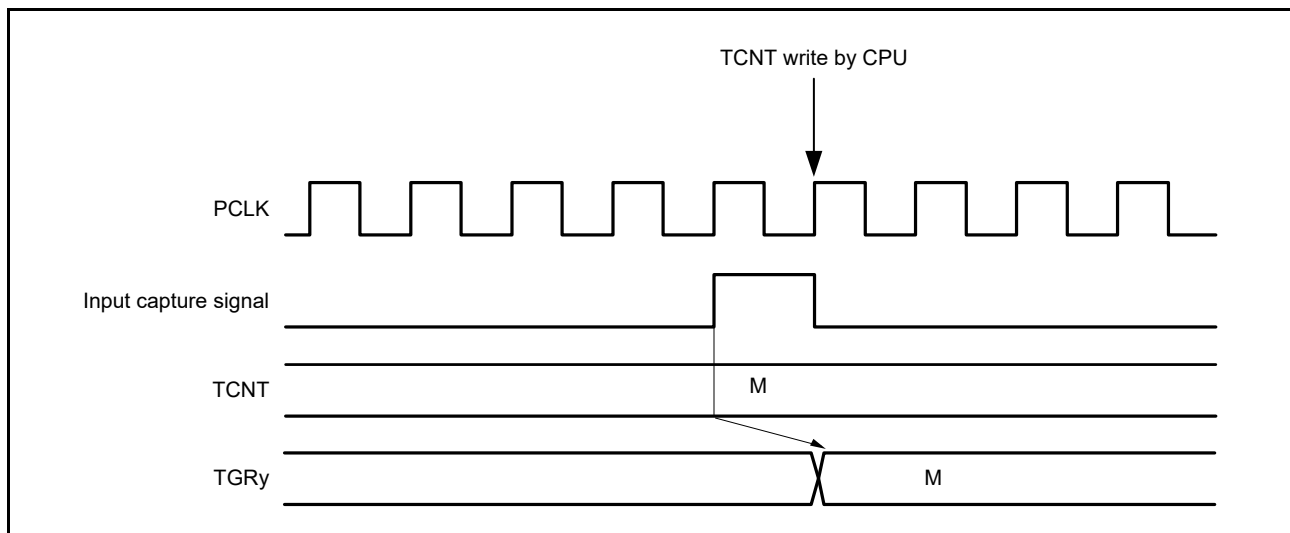 TCNT write by CPU
PCLK
Input capture signal
TCNT
M
TGRy
M